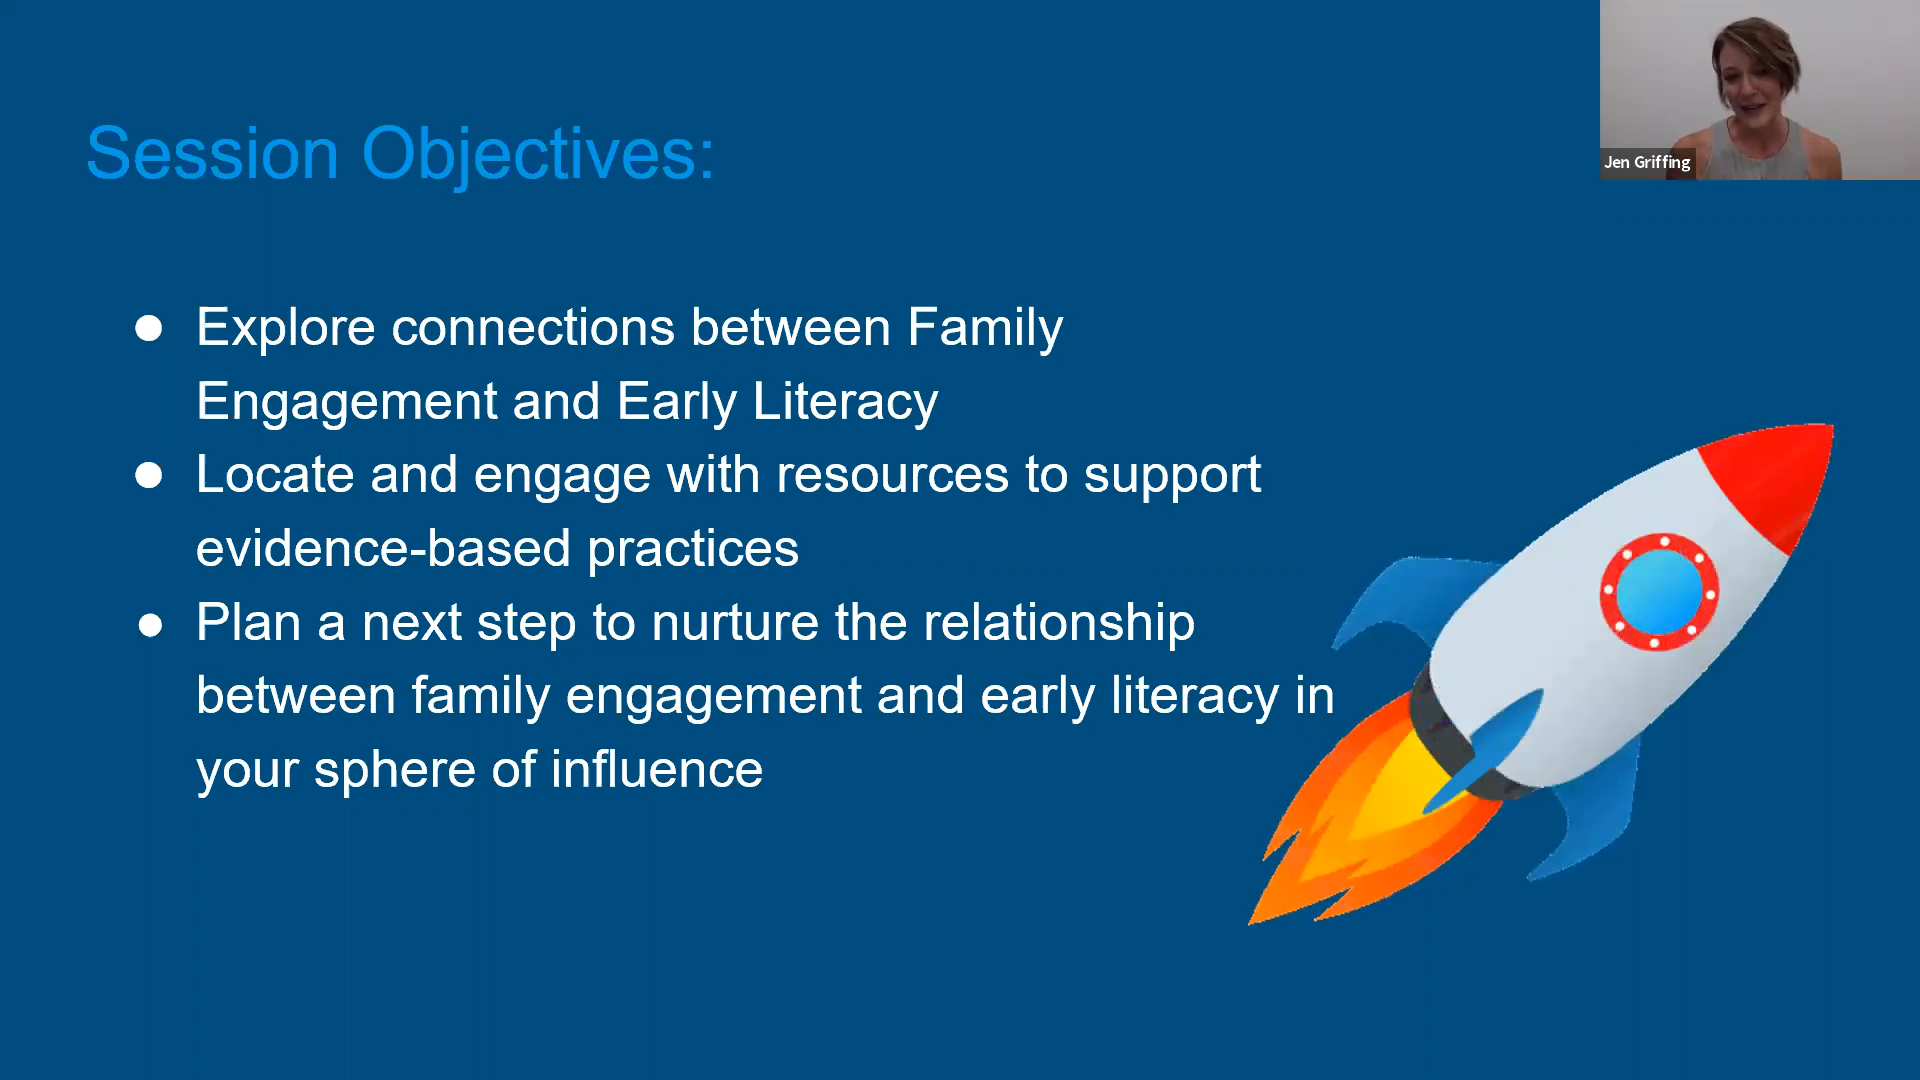 Session Objectives:
Jen Griffing
● Explore connections between Family
Engagement and Early Literacy
● Locate and engage with resources to support
evidence-based practices
● Plan a next step to nurture the relationship
between family engagement and early literacy in
your sphere of influence